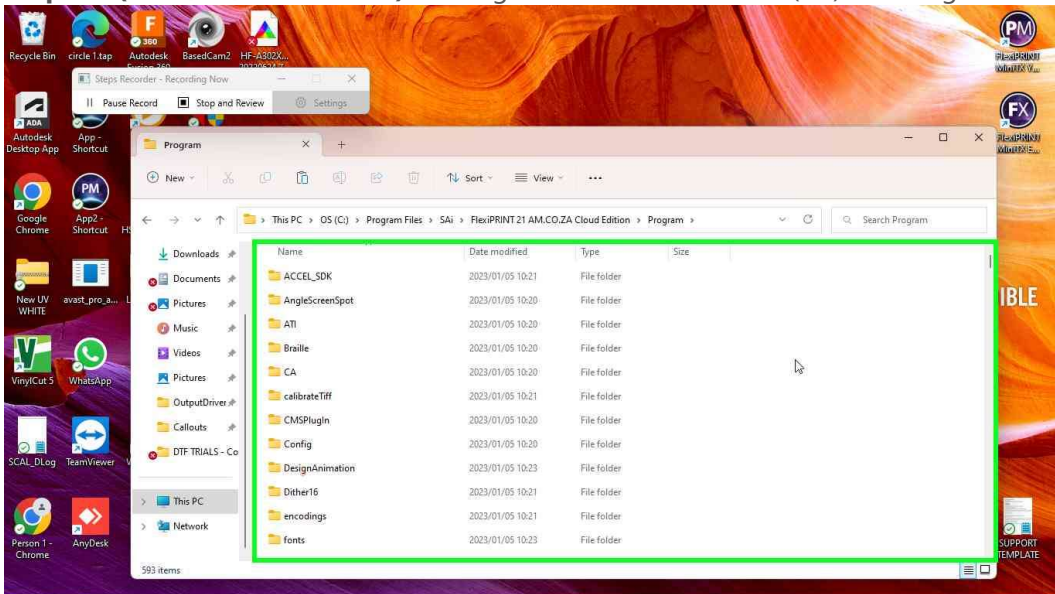 Recycle Bin
circle 1.tap
Autodesk
BasedCam2
HF-A302X...
Steps Recorder - Recording Now
Pause Record
Stop and Review
Settings
Autodesk
Desktop App
App -
Shortcut
Program
New
Sort
View
This PC > OS (C:) > Program Files > SAi > FlexiPRINT 21 AM.CO.ZA Cloud Edition > Program >
Search Program
Google
Chrome
App2 -
Shortcut
Name Date modified Type Size
Downloads
Documents
Pictures
Music
Videos
Pictures
OutputDriver
Callouts
DTF TRIALS - Co
This PC
Network
ACCEL_SDK 2023/01/05 10:21 File folder
AngleScreenSpot 2023/01/05 10:20 File folder
ATI 2023/01/05 10:20 File folder
Braille 2023/01/05 10:20 File folder
CA 2023/01/05 10:20 File folder
calibrateTiff 2023/01/05 10:21 File folder
CMSPlugIn 2023/01/05 10:20 File folder
Config 2023/01/05 10:20 File folder
DesignAnimation 2023/01/05 10:23 File folder
Dither16 2023/01/05 10:21 File folder
encodings 2023/01/05 10:21 File folder
fonts 2023/01/05 10:23 File folder
593 items
New UV
WHITE
avast_pro_a...
VinylCut 5
WhatsApp
SCAL_DLog
TeamViewer
Person 1 -
Chrome
AnyDesk
PM
FX
IBLE
SUPPORT
TEMPLATE